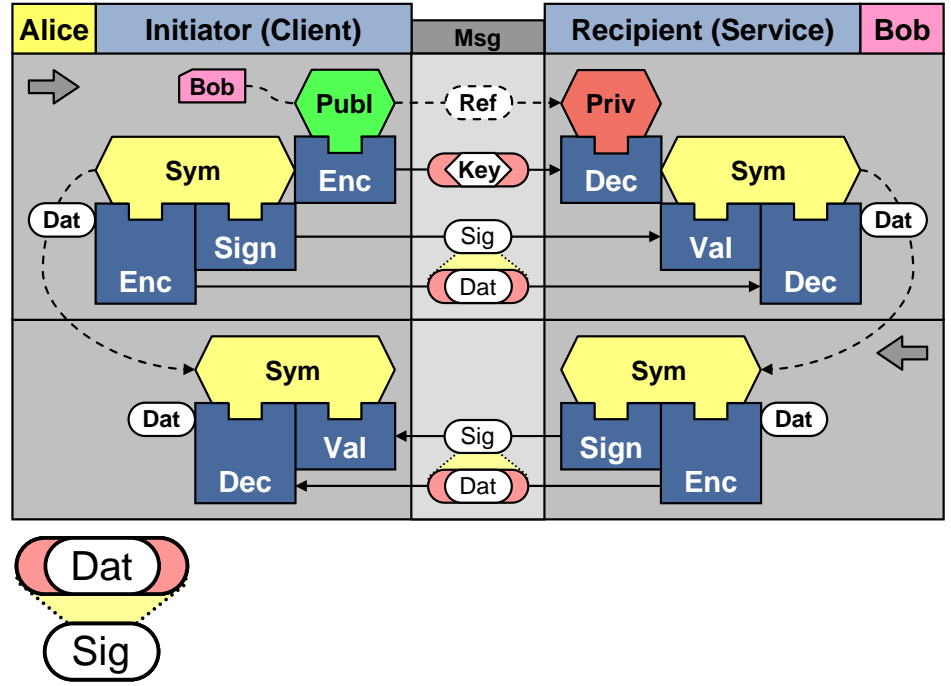 Alice Initiator (Client) Msg Recipient (Service) Bob
Bob Publ Ref Priv
Sym Enc Key Dec Sym
Dat Sign Sig Val Dat
Enc Dat Dec
Sym Sym
Dat Val Sig Sign Dat
Dec Dat Enc
Dat
Sig